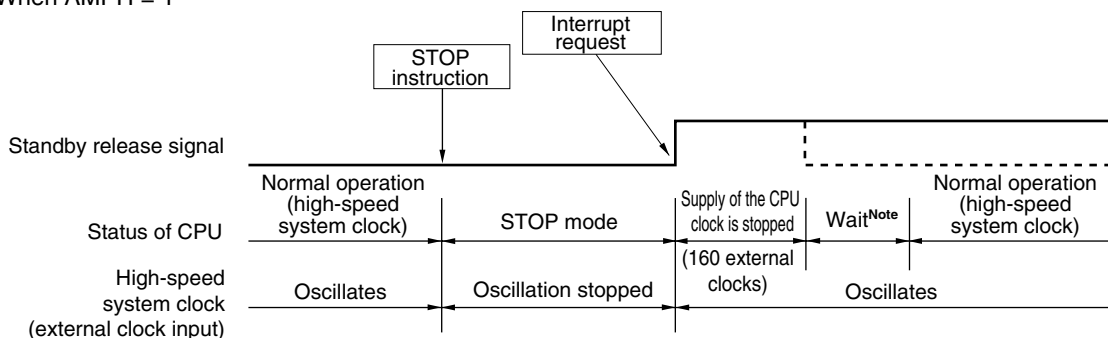 When AMPH = 1
Interrupt
request
STOP
instruction
Standby release signal
Normal operation
(high-speed
system clock)
Supply of the CPU
clock is stopped
Normal operation
(high-speed
system clock)
Status of CPU
STOP mode
WaitNote
(160 external
clocks)
High-speed
system clock
(external clock input)
Oscillates
Oscillation stopped
Oscillates